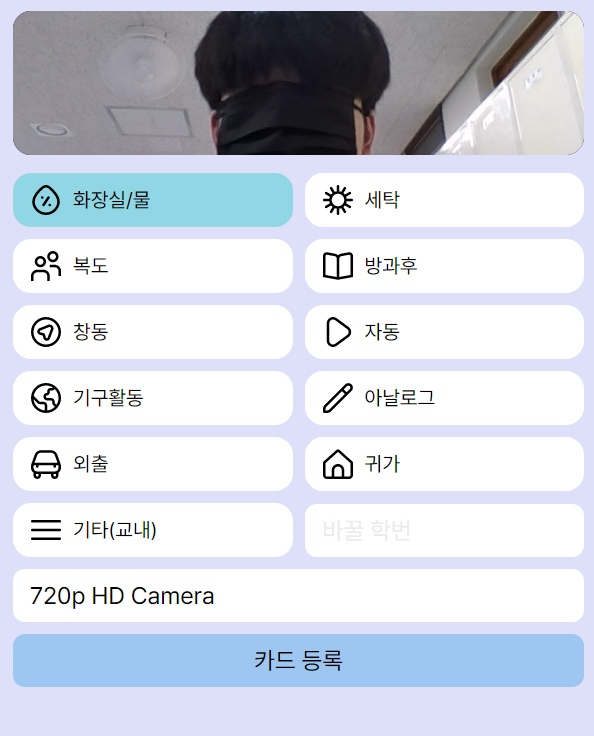 화장실/물
세탁
복도
방과후
창동
자동
기구활동
아날로그
외출
귀가
기타(교내)
바꿀 학번
720p HD Camera
카드 등록